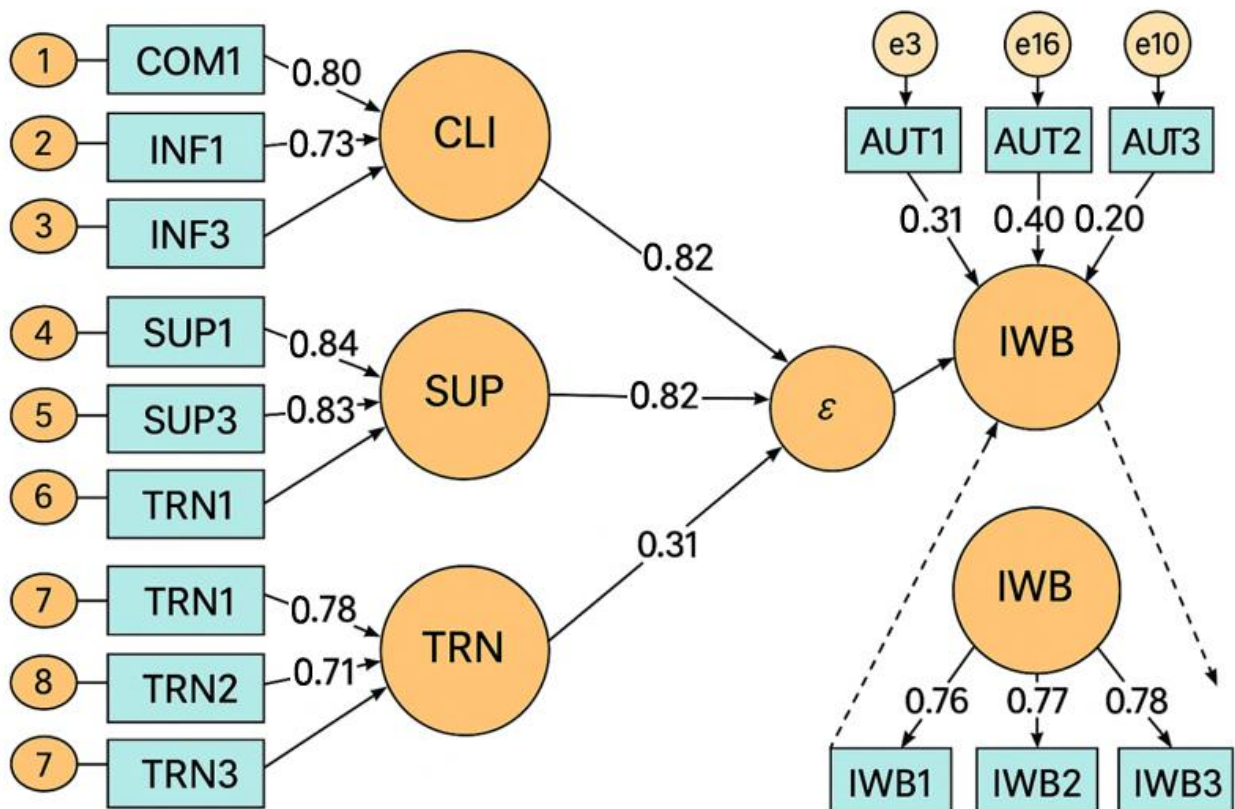 1 COM1 0.80
2 INF1 0.73
3 INF3
CLI
4 SUP1 0.84
5 SUP3 0.83
6 TRN1
SUP
7 TRN1 0.78
8 TRN2 0.71
7 TRN3
TRN
0.82
0.82
0.31
ε
e3 e16 e10
AUT1 AUT2 AUT3
0.31 0.40 0.20
IWB
IWB
0.76 0.77 0.78
IWB1 IWB2 IWB3